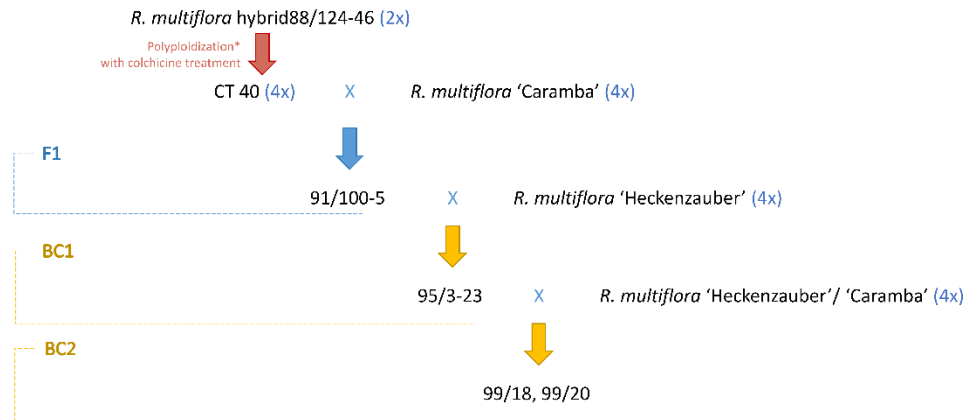 R. multiflora hybrid88/124-46 (2x)
Polyploidization*
with colchicine treatment
CT 40 (4x) X R. multiflora ‘Caramba’ (4x)
F1
91/100-5 X R. multiflora ‘Heckenzauber’ (4x)
BC1
95/3-23 X R. multiflora ‘Heckenzauber’/ ‘Caramba’ (4x)
BC2
99/18, 99/20